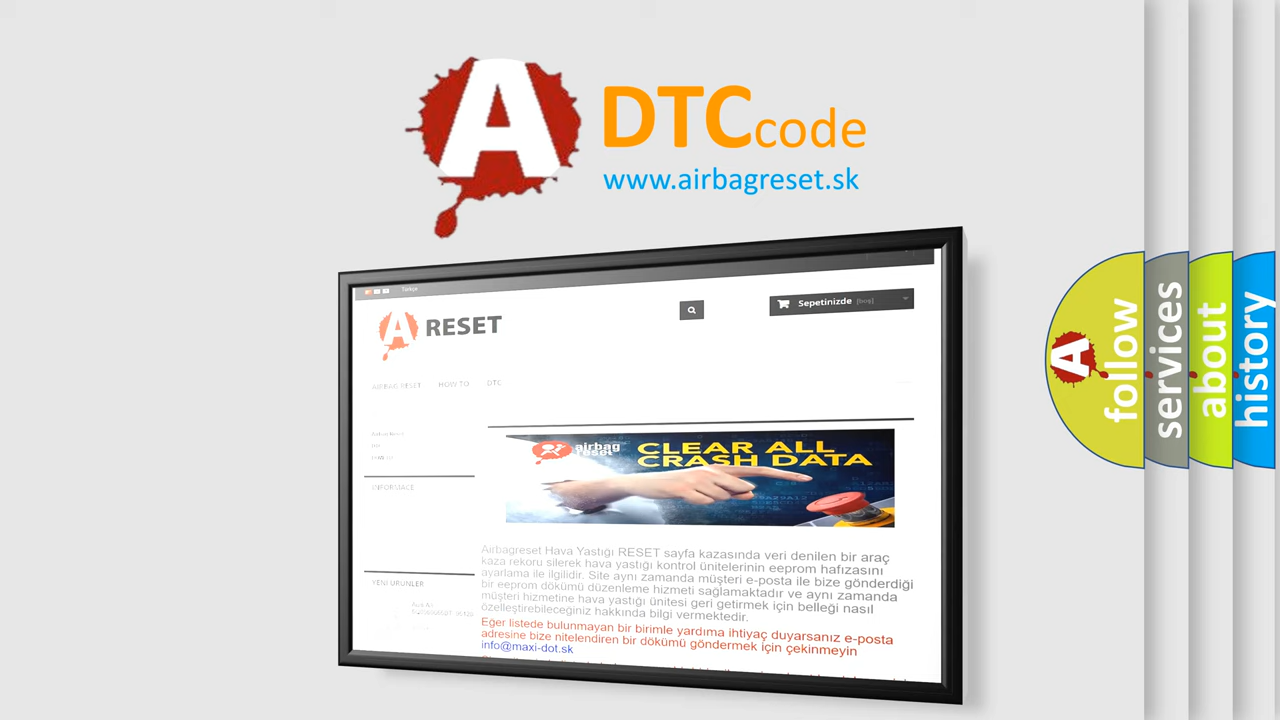 A DTC code
www.airbagreset.sk
Türkçe
A RESET
Sepetinizde [boş]
AIRBAG RESET HOW TO DTC
INFORMACE
airbag
reset
CLEAR ALL
CRASH DATA
Airbagreset Hava Yastığı RESET sayfa kazasında veri denilen bir araç
kaza rekoru silerek hava yastığı kontrol ünitelerinin eeprom hafızasını
ayarlama ile ilgilidir. Site aynı zamanda müşteri e-posta ile bize gönderdiği
bir eeprom dökümü düzenleme hizmeti sağlamaktadır ve aynı zamanda
müşteri hizmetine hava yastığı ünitesi geri getirmek için belleği nasıl
özelleştirebileceğiniz hakkında bilgi vermektedir.
Eğer listede bulunmayan bir birimle yardıma ihtiyaç duyarsanız e-posta
adresine bize nitelendiren bir dökümü göndermek için çekinmeyin
info@maxi-dot.sk
YENI ÜRÜNLER
A
follow
services
about
history